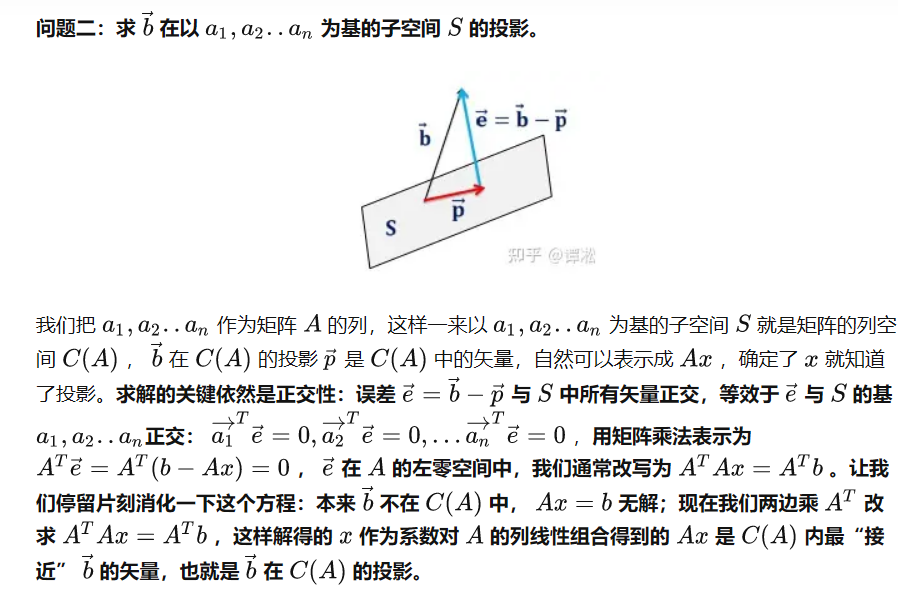 问题二：求 $\vec{b}$ 在以 $a_1, a_2 .. a_n$ 为基的子空间 $S$ 的投影。
$\vec{b}$
$\vec{e} = \vec{b} - \vec{p}$
S
$\vec{p}$
知乎 @谭淞
我们把 $a_1, a_2 .. a_n$ 作为矩阵 $A$ 的列，这样一来以 $a_1, a_2 .. a_n$ 为基的子空间 $S$ 就是矩阵的列空
间 $C(A)$ ， $\vec{b}$ 在 $C(A)$ 的投影 $\vec{p}$ 是 $C(A)$ 中的矢量，自然可以表示成 $Ax$ ，确定了 $x$ 就知道
了投影。求解的关键依然是正交性：误差 $\vec{e} = \vec{b} - \vec{p}$ 与 $S$ 中所有矢量正交，等效于 $\vec{e}$ 与 $S$ 的基
$a_1, a_2 .. a_n$ 正交： $\overrightarrow{a_1}^T \vec{e} = 0, \overrightarrow{a_2}^T \vec{e} = 0, \ldots \overrightarrow{a_n}^T \vec{e} = 0$ ，用矩阵乘法表示为
$A^T \vec{e} = A^T (b - Ax) = 0$ ， $\vec{e}$ 在 $A$ 的左零空间中，我们通常改写为 $A^T Ax = A^T b$ 。让我
们停留片刻消化一下这个方程：本来 $\vec{b}$ 不在 $C(A)$ 中， $Ax = b$ 无解；现在我们两边乘 $A^T$ 改
求 $A^T Ax = A^T b$ ，这样解得的 $x$ 作为系数对 $A$ 的列线性组合得到的 $Ax$ 是 $C(A)$ 内最“接
近” $\vec{b}$ 的矢量，也就是 $\vec{b}$ 在 $C(A)$ 的投影。